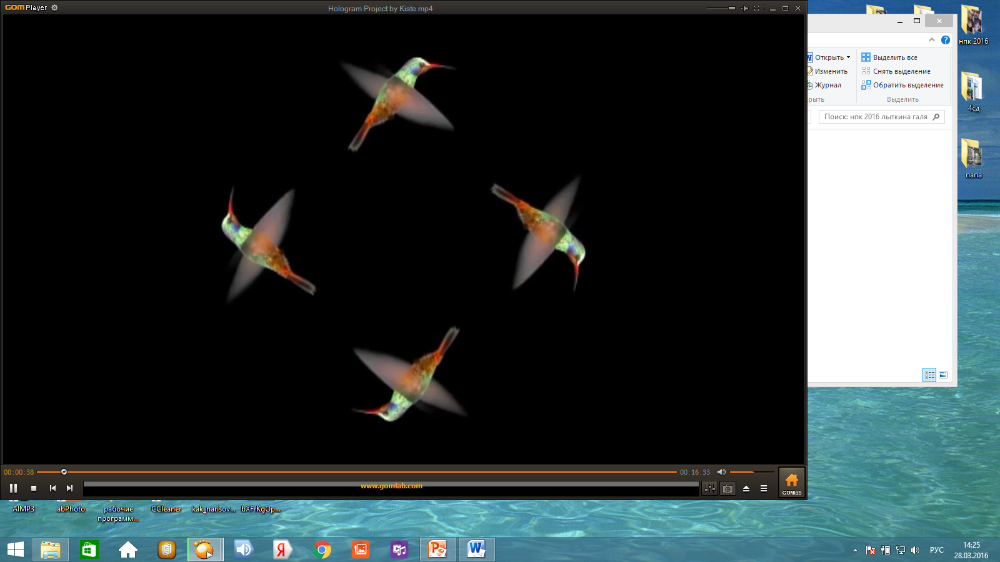 GOM Player
Hologram Project by Kiste.mp4
Открыть
Изменить
Журнал
Выделить все
Снять выделение
Обратить выделение
Выделить
Поиск: нпк 2016 лыткина галя
нпк 2016
4сд
папа
00:00:38
00:16:33
www.gomlab.com
GOMlab
AIMP3
abPhoto
рабочие
программ...
CCleaner
kak_narisov...
bXFrKgOp...
РУС
14:25
28.03.2016